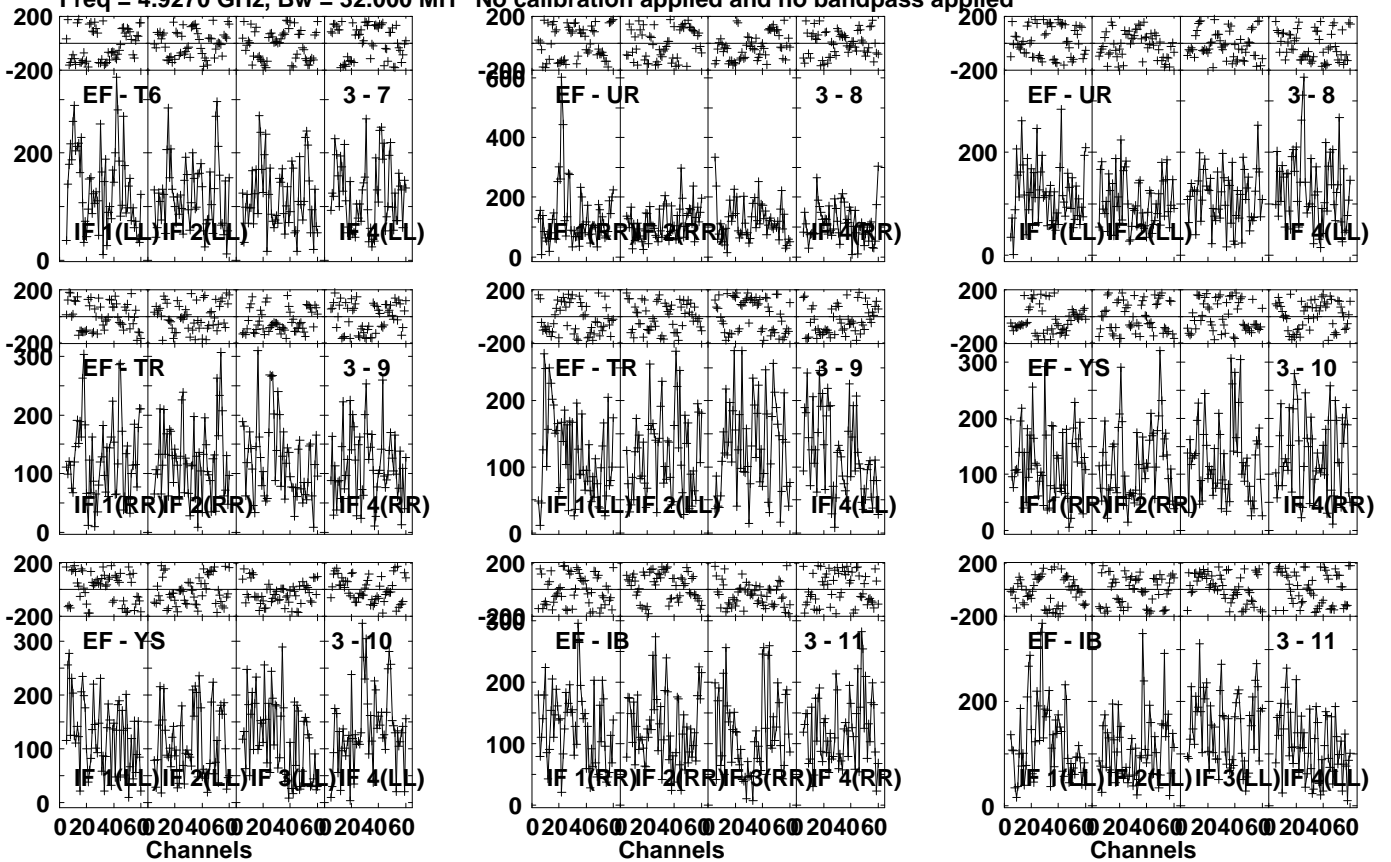 Freq = 4.9270 GHz, Bw = 32.000 MH No calibration applied and no bandpass applied
200
-200
EF - T6 3 - 7
200
0
IF 1(LL) IF 2(LL) IF 4(LL)
200
-200
600
EF - UR 3 - 8
400
200
0
IF 1(RR) IF 2(RR) IF 4(RR)
200
-200
EF - UR 3 - 8
200
0
IF 1(LL) IF 2(LL) IF 4(LL)
200
-200
300
EF - TR 3 - 9
200
100
0
IF 1(RR) IF 2(RR) IF 4(RR)
200
-200
EF - TR 3 - 9
200
100
0
IF 1(LL) IF 2(LL) IF 4(LL)
200
-200
300
EF - YS 3 - 10
200
100
0
IF 1(RR) IF 2(RR) IF 4(RR)
200
-200
300
EF - YS 3 - 10
200
100
0
IF 1(LL) IF 2(LL) IF 3(LL) IF 4(LL)
0 20 40 60 0 20 40 60 0 20 40 60 0 20 40 60
Channels
200
-200
300
EF - IB 3 - 11
200
100
0
IF 1(RR) IF 2(RR) IF 3(RR) IF 4(RR)
0 20 40 60 0 20 40 60 0 20 40 60 0 20 40 60
Channels
200
-200
EF - IB 3 - 11
200
0
IF 1(LL) IF 2(LL) IF 3(LL) IF 4(LL)
0 20 40 60 0 20 40 60 0 20 40 60 0 20 40 60
Channels